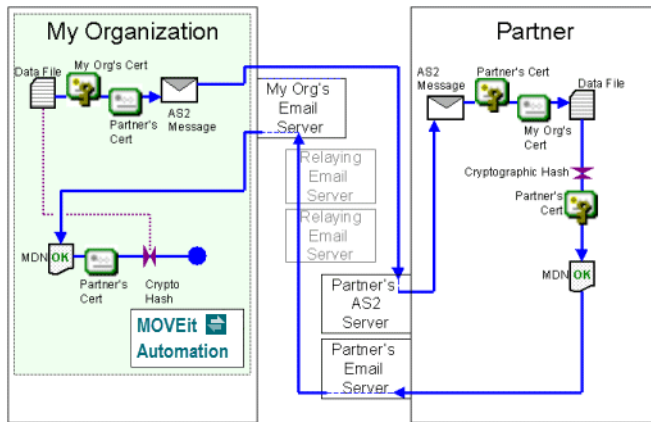 My Organization
Data File
My Org's Cert
Partner's
Cert
AS2
Message
My Org's
Email
Server
Relaying
Email
Server
Relaying
Email
Server
MDN
OK
Partner's
Cert
Crypto
Hash
MOVEit
Automation
Partner's
AS2
Server
Partner's
Email
Server
Partner
AS2
Message
Partner's Cert
My Org's
Cert
Data File
Cryptographic Hash
Partner's
Cert
MDN
OK